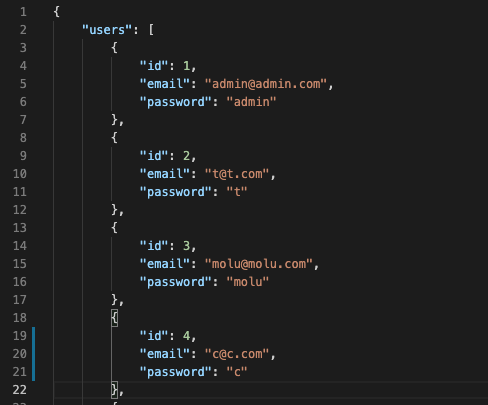 1 {
2 "users": [
3 {
4 "id": 1,
5 "email": "admin@admin.com",
6 "password": "admin"
7 },
8 {
9 "id": 2,
10 "email": "t@t.com",
11 "password": "t"
12 },
13 {
14 "id": 3,
15 "email": "molu@molu.com",
16 "password": "molu"
17 },
18 {
19 "id": 4,
20 "email": "c@c.com",
21 "password": "c"
22 },
23 {